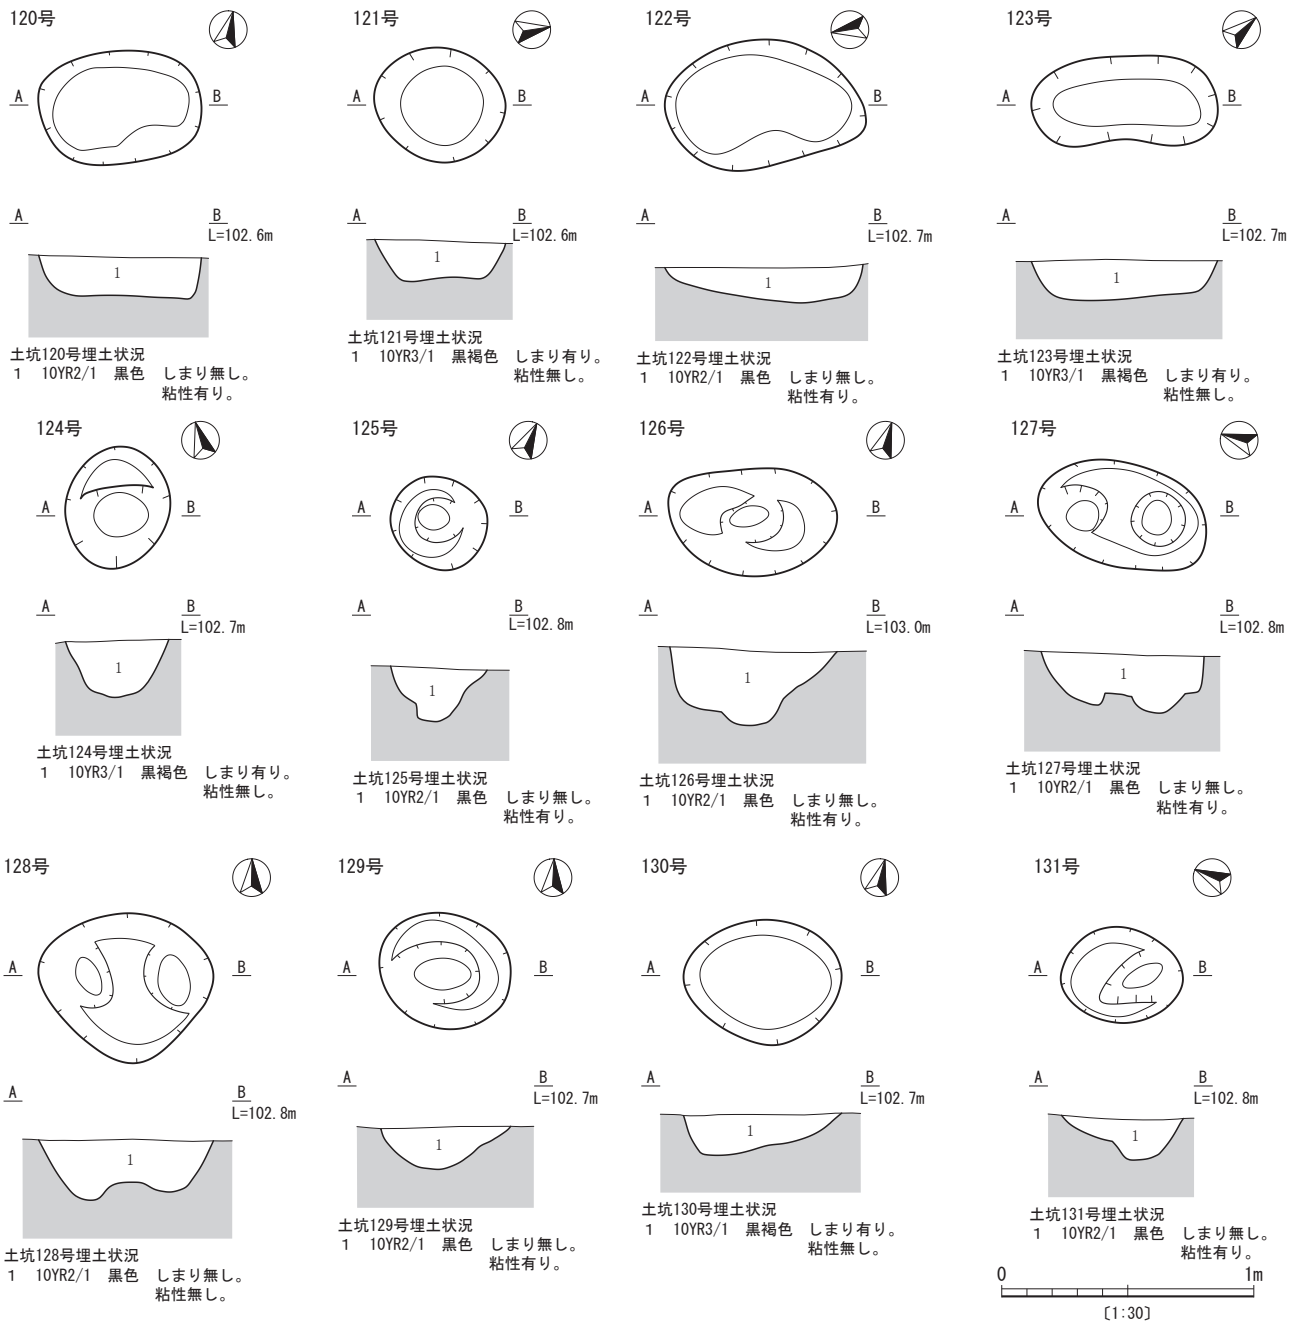 120号
A B
A B
L=102.6m
1
土坑120号埋土状況
1 10YR2/1 黒色 しまり無し。
粘性有り。
121号
A B
A B
L=102.6m
1
土坑121号埋土状況
1 10YR3/1 黒褐色 しまり有り。
粘性無し。
122号
A B
A B
L=102.7m
1
土坑122号埋土状況
1 10YR2/1 黒色 しまり無し。
粘性有り。
123号
A B
A B
L=102.7m
1
土坑123号埋土状況
1 10YR3/1 黒褐色 しまり有り。
粘性無し。
124号
A B
A B
L=102.7m
1
土坑124号埋土状況
1 10YR3/1 黒褐色 しまり有り。
粘性無し。
125号
A B
A B
L=102.8m
1
土坑125号埋土状況
1 10YR2/1 黒色 しまり無し。
粘性有り。
126号
A B
A B
L=103.0m
1
土坑126号埋土状況
1 10YR2/1 黒色 しまり無し。
粘性有り。
127号
A B
A B
L=102.8m
1
土坑127号埋土状況
1 10YR2/1 黒色 しまり無し。
粘性有り。
128号
A B
A B
L=102.8m
1
土坑128号埋土状況
1 10YR2/1 黒色 しまり無し。
粘性無し。
129号
A B
A B
L=102.7m
1
土坑129号埋土状況
1 10YR2/1 黒色 しまり無し。
粘性有り。
130号
A B
A B
L=102.7m
1
土坑130号埋土状況
1 10YR3/1 黒褐色 しまり有り。
粘性無し。
131号
A B
A B
L=102.8m
1
土坑131号埋土状況
1 10YR2/1 黒色 しまり無し。
粘性有り。
0 1m
〔1:30〕